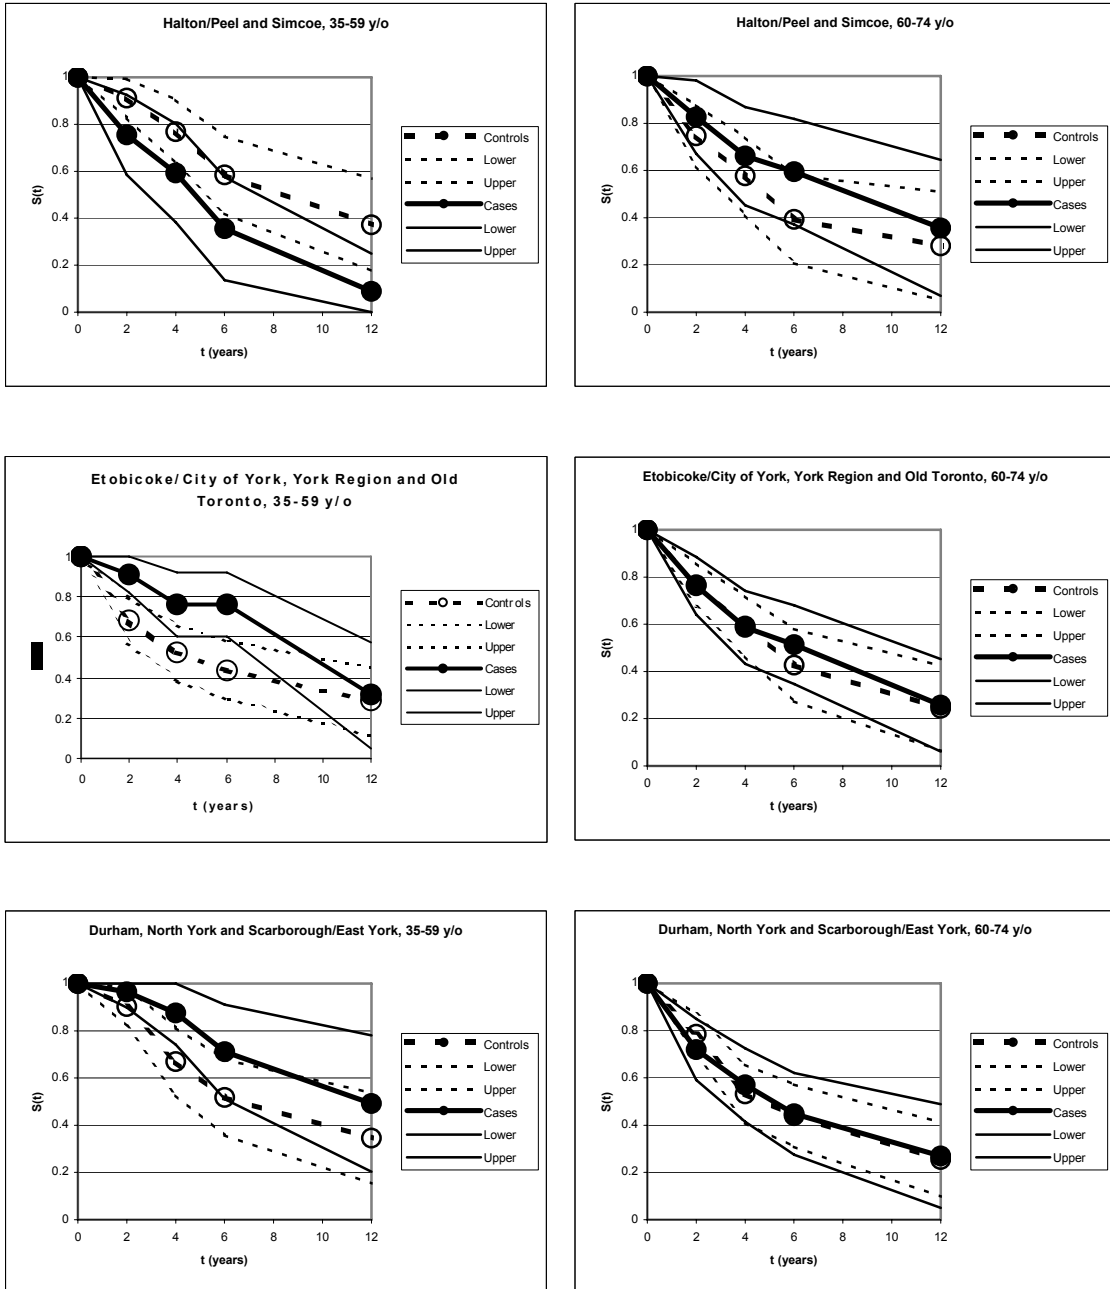 Halton/Peel and Simcoe, 35-59 y/o
1
0.8
0.6
0.4
0.2
0
S(t)
0 2 4 6 8 10 12
t (years)
Controls
Lower
Upper
Cases
Lower
Upper
Halton/Peel and Simcoe, 60-74 y/o
1
0.8
0.6
0.4
0.2
0
S(t)
0 2 4 6 8 10 12
t (years)
Controls
Lower
Upper
Cases
Lower
Upper
Etobicoke/City of York, York Region and Old
Toronto, 35-59 y/o
1
0.8
0.6
0.4
0.2
0
0 2 4 6 8 10 12
t (years)
Controls
Lower
Upper
Cases
Lower
Upper
Etobicoke/City of York, York Region and Old Toronto, 60-74 y/o
1
0.8
0.6
0.4
0.2
0
S(t)
0 2 4 6 8 10 12
t (years)
Controls
Lower
Upper
Cases
Lower
Upper
Durham, North York and Scarborough/East York, 35-59 y/o
1
0.8
0.6
0.4
0.2
0
S(t)
0 2 4 6 8 10 12
t (years)
Controls
Lower
Upper
Cases
Lower
Upper
Durham, North York and Scarborough/East York, 60-74 y/o
1
0.8
0.6
0.4
0.2
0
S(t)
0 2 4 6 8 10 12
t (years)
Controls
Lower
Upper
Cases
Lower
Upper